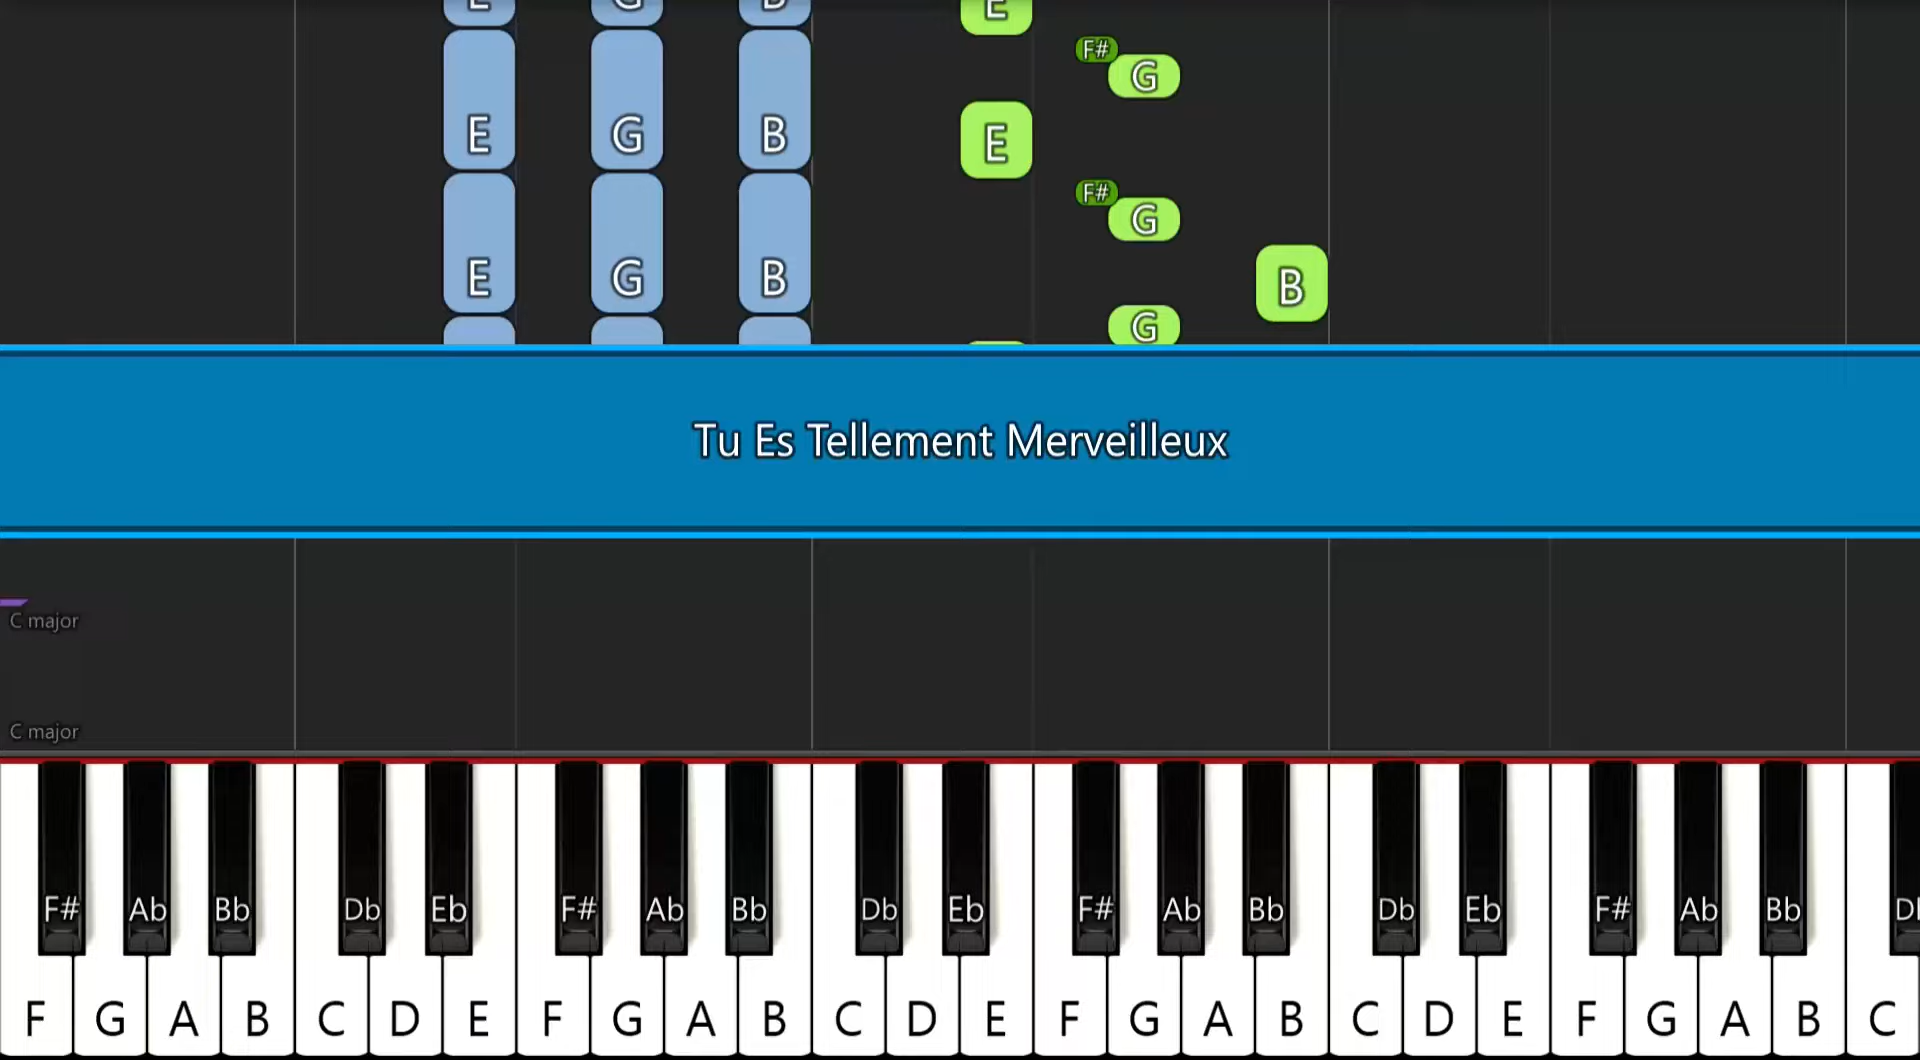 E G B E
F#
G
E G B E
F#
G
E G B B
G
Tu Es Tellement Merveilleux
C major
C major
F# Ab Bb Db Eb F# Ab Bb Db Eb F# Ab Bb Db Eb F# Ab Bb
F G A B C D E F G A B C D E F G A B C D E F G A B C